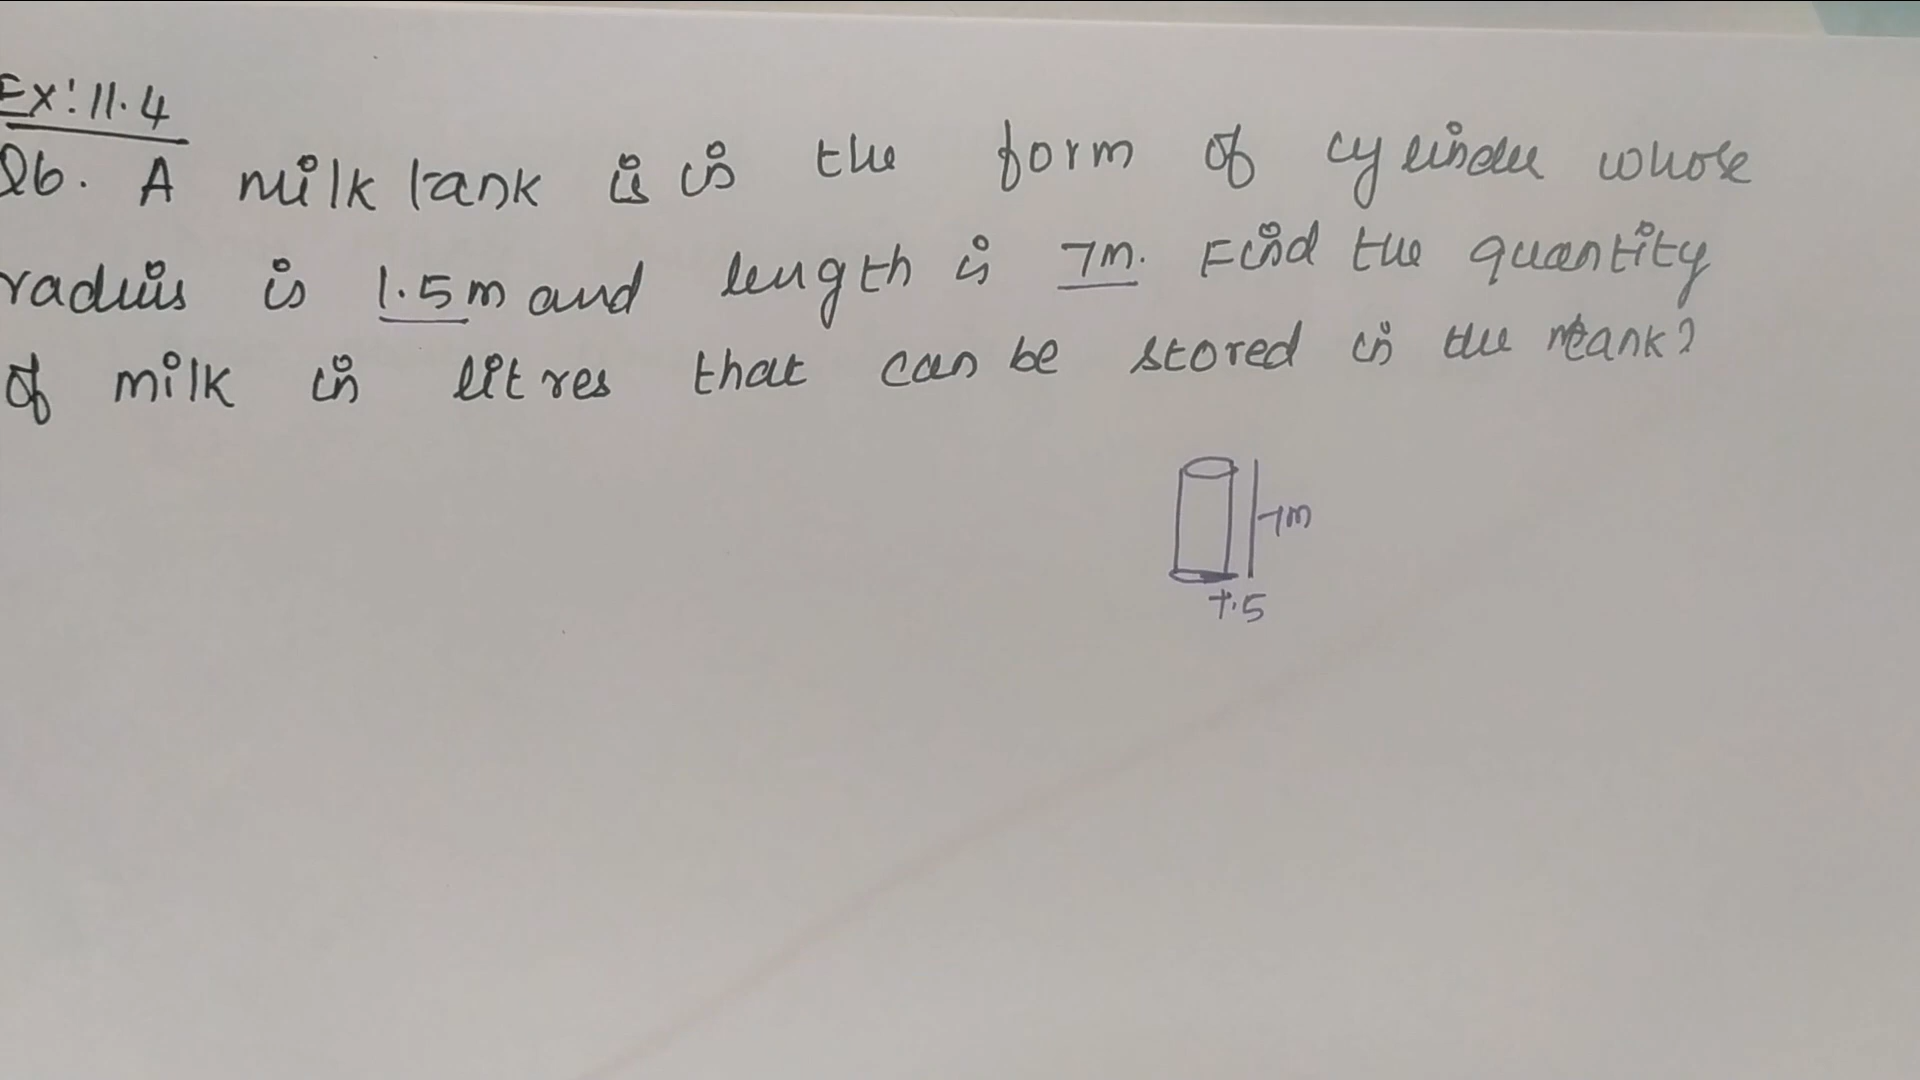 Ex: 11.4
Q6. A milk tank is in the form of cylinder whose
radius is 1.5m and length is 7m. Find the quantity
of milk in litres that can be stored in the tank?
7m
1.5